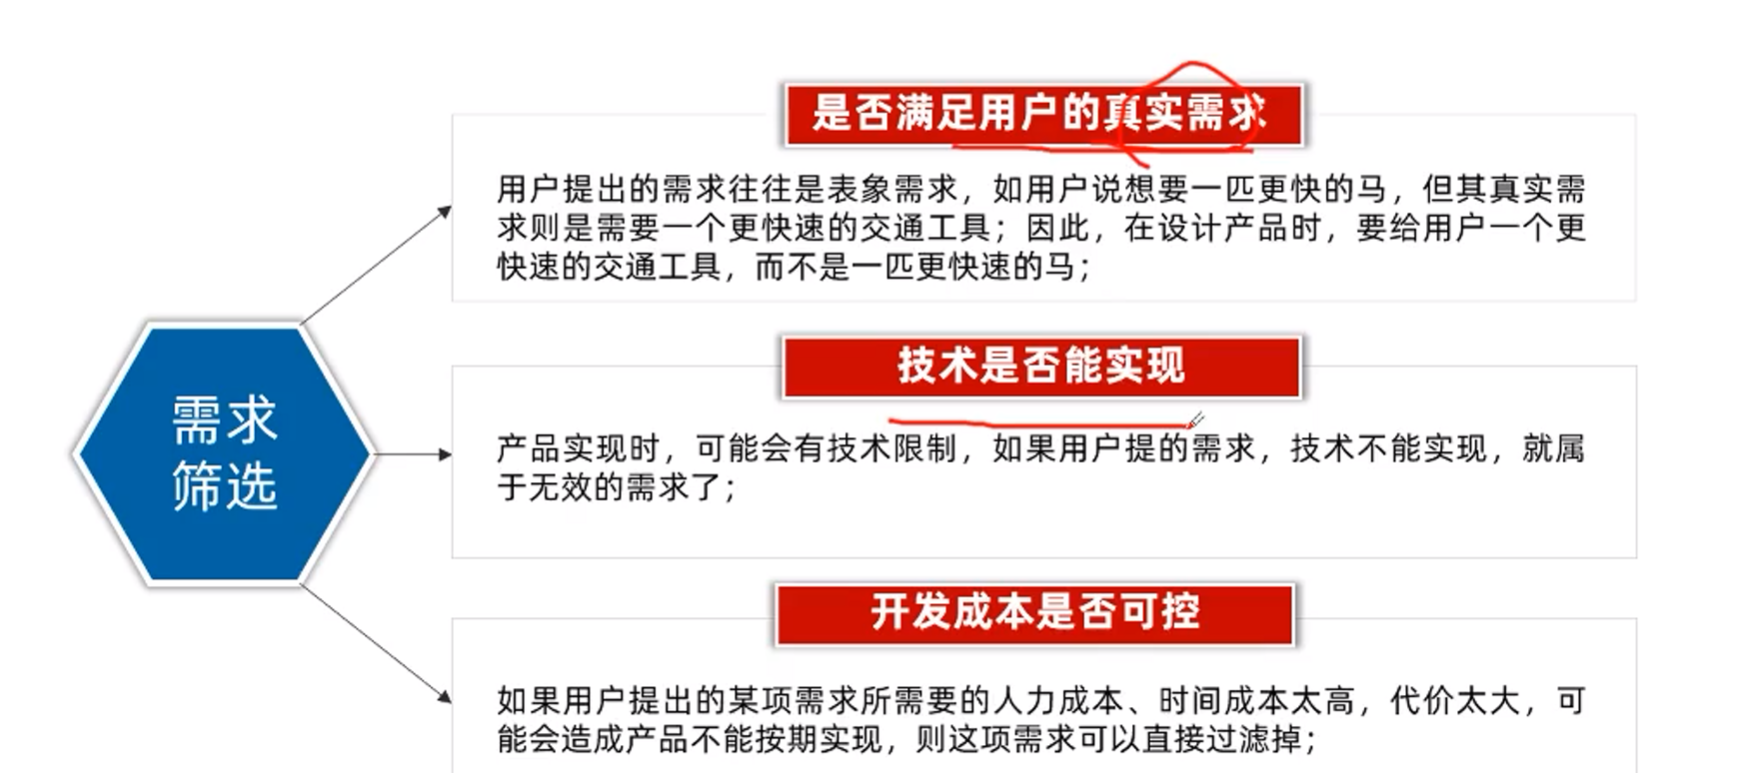 是否满足用户的真实需求
用户提出的需求往往是表象需求，如用户说想要一匹更快的马，但其真实需
求则是需要一个更快速的交通工具；因此，在设计产品时，要给用户一个更
快速的交通工具，而不是一匹更快速的马；
需求
筛选
技术是否能实现
产品实现时，可能会有技术限制，如果用户提的需求，技术不能实现，就属
于无效的需求了；
开发成本是否可控
如果用户提出的某项需求所需要的人力成本、时间成本太高，代价太大，可
能会造成产品不能按期实现，则这项需求可以直接过滤掉；